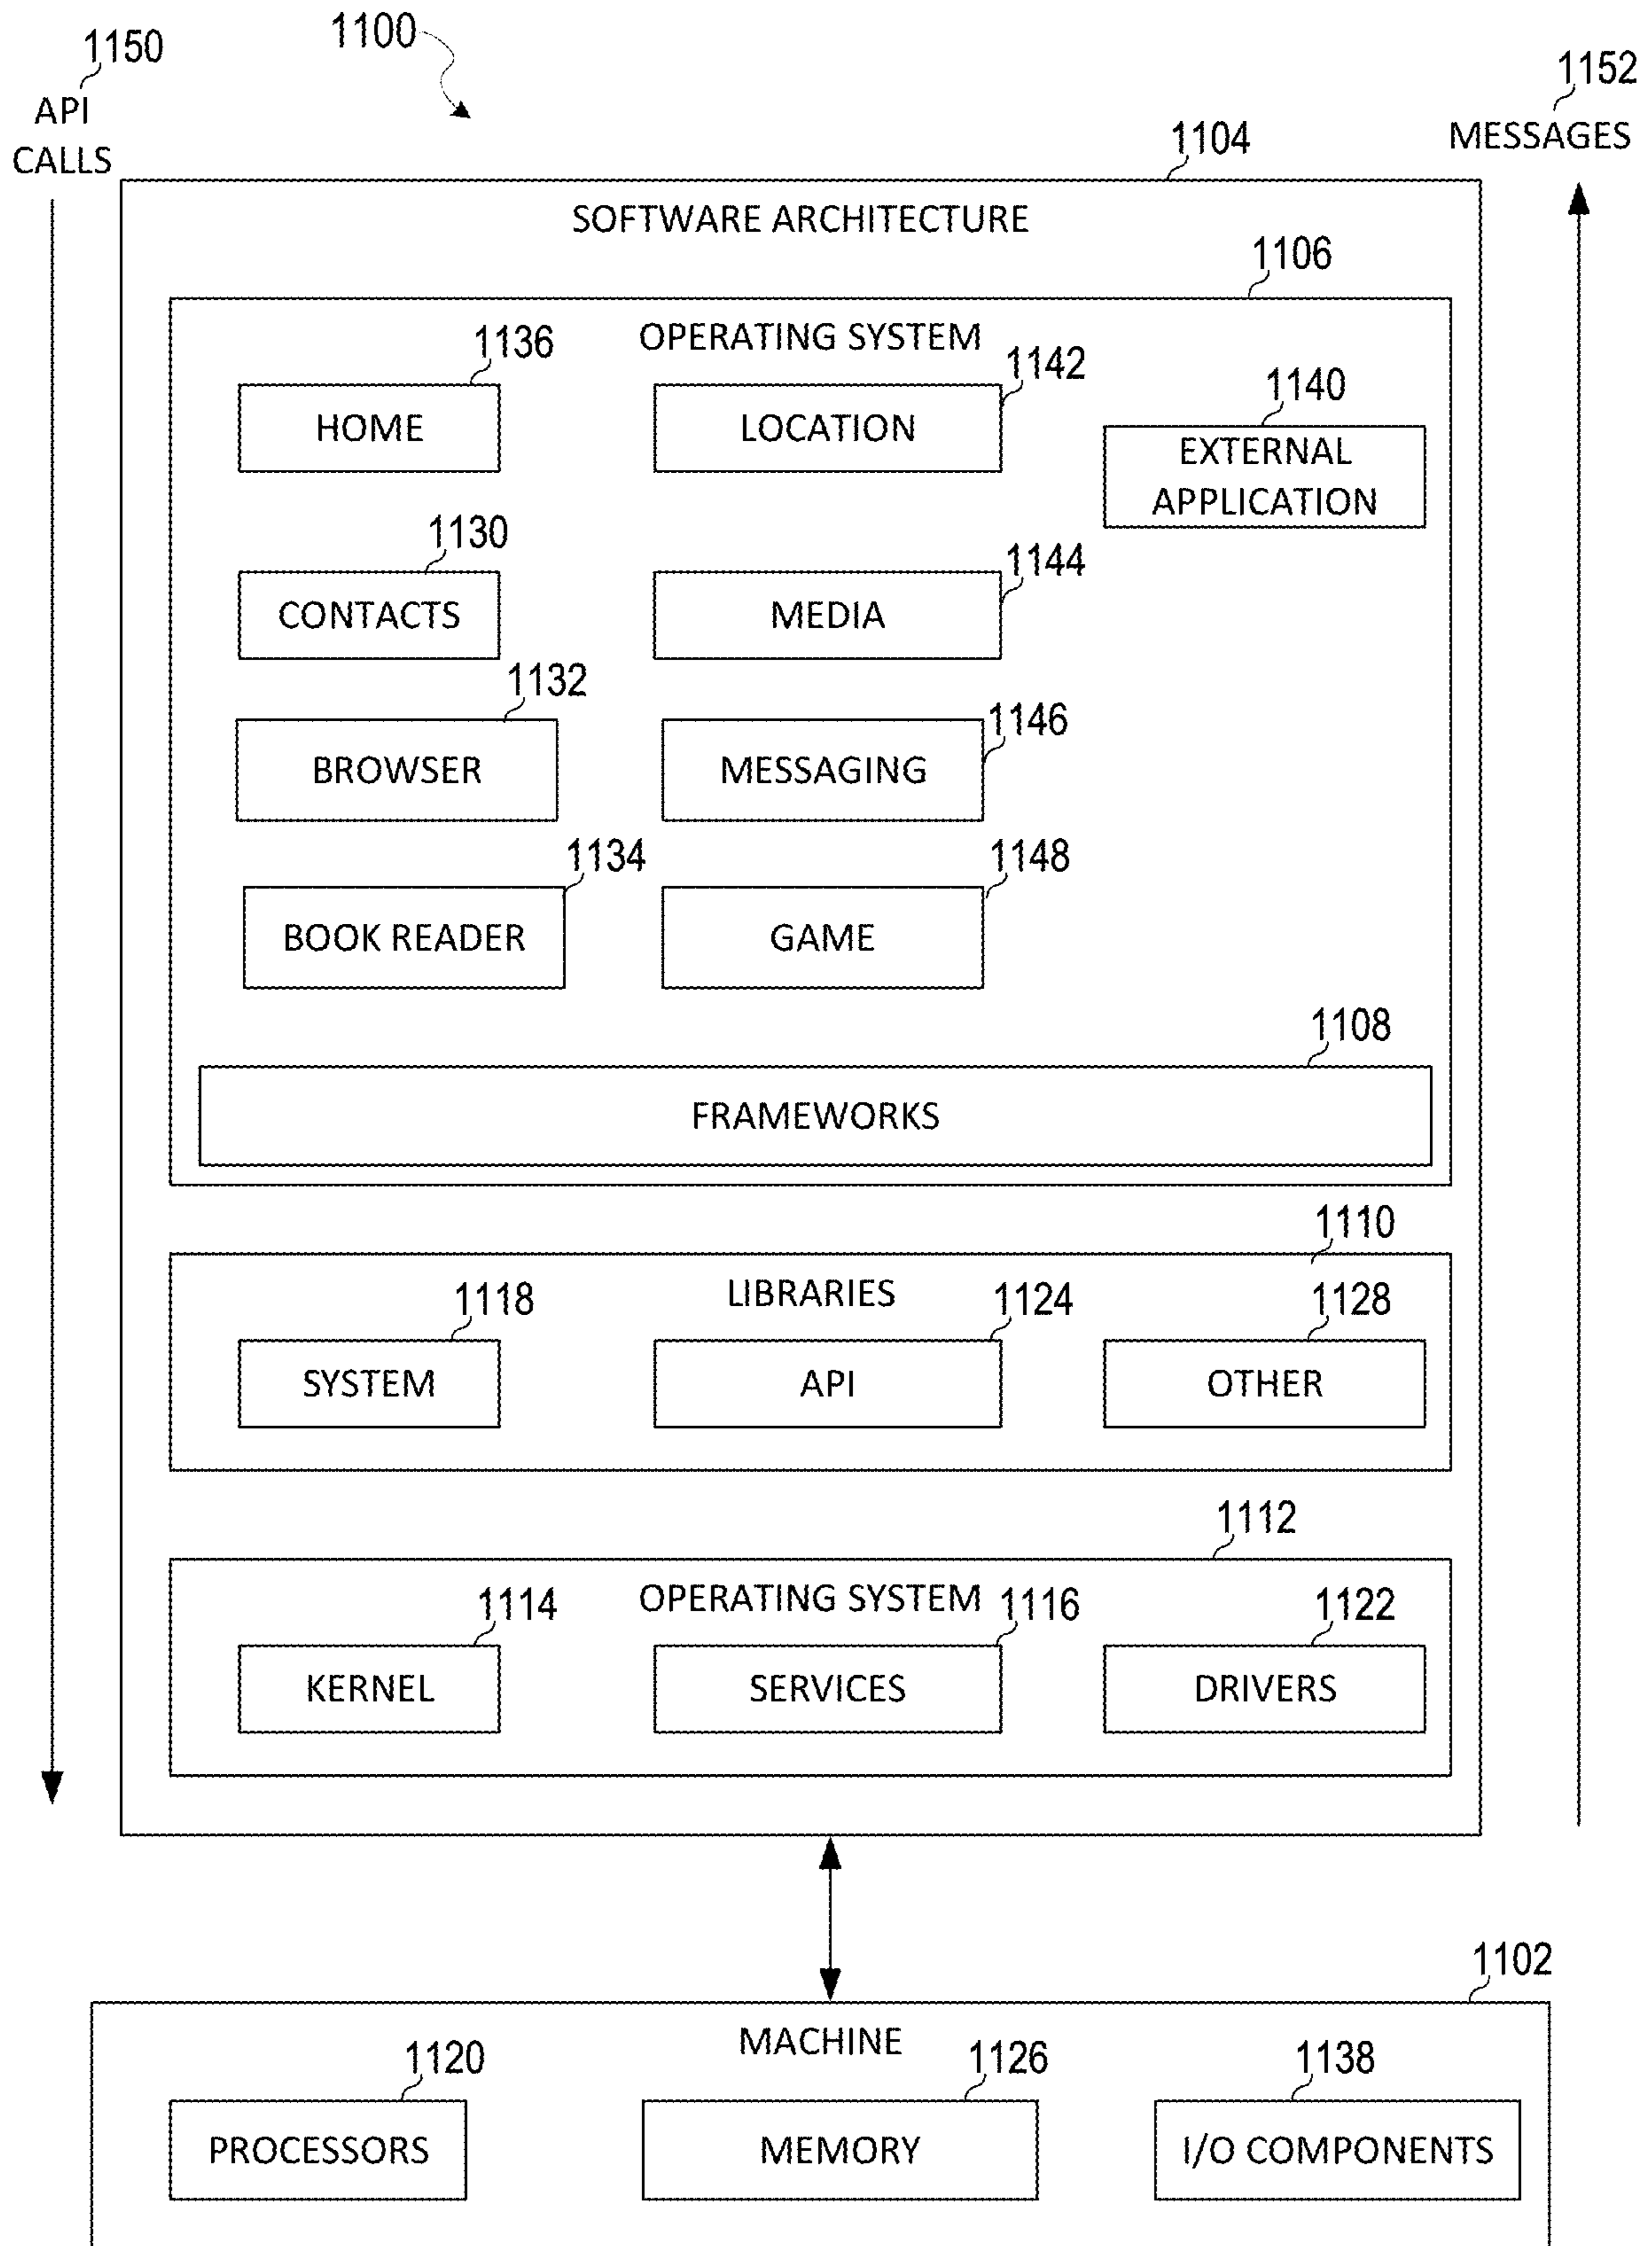 1100
1150
API
CALLS
1152
MESSAGES
1104
SOFTWARE ARCHITECTURE
1106
OPERATING SYSTEM
1136
HOME
1142
LOCATION
1140
EXTERNAL
APPLICATION
1130
CONTACTS
1144
MEDIA
1132
BROWSER
1146
MESSAGING
1134
BOOK READER
1148
GAME
1108
FRAMEWORKS
1110
LIBRARIES
1118
SYSTEM
1124
API
1128
OTHER
1112
OPERATING SYSTEM
1114
KERNEL
1116
SERVICES
1122
DRIVERS
1102
MACHINE
1120
PROCESSORS
1126
MEMORY
1138
I/O COMPONENTS